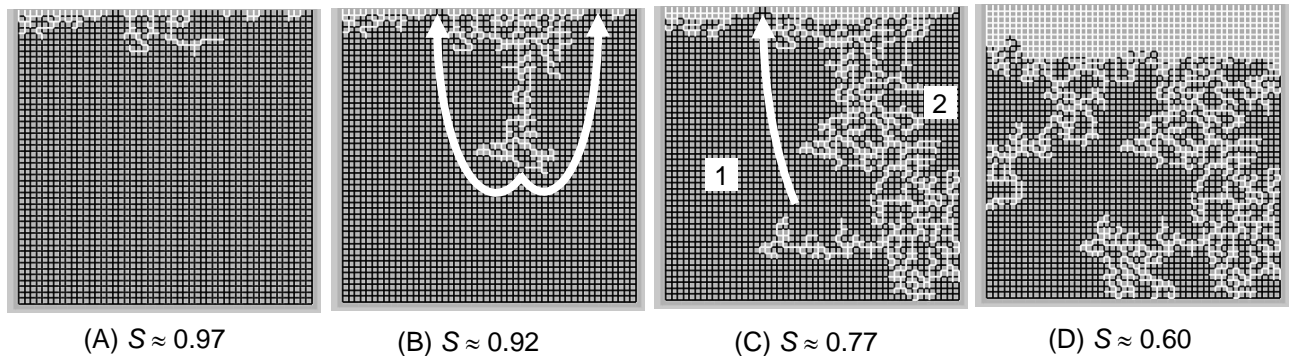 1
2
(A) S ≈ 0.97
(B) S ≈ 0.92
(C) S ≈ 0.77
(D) S ≈ 0.60